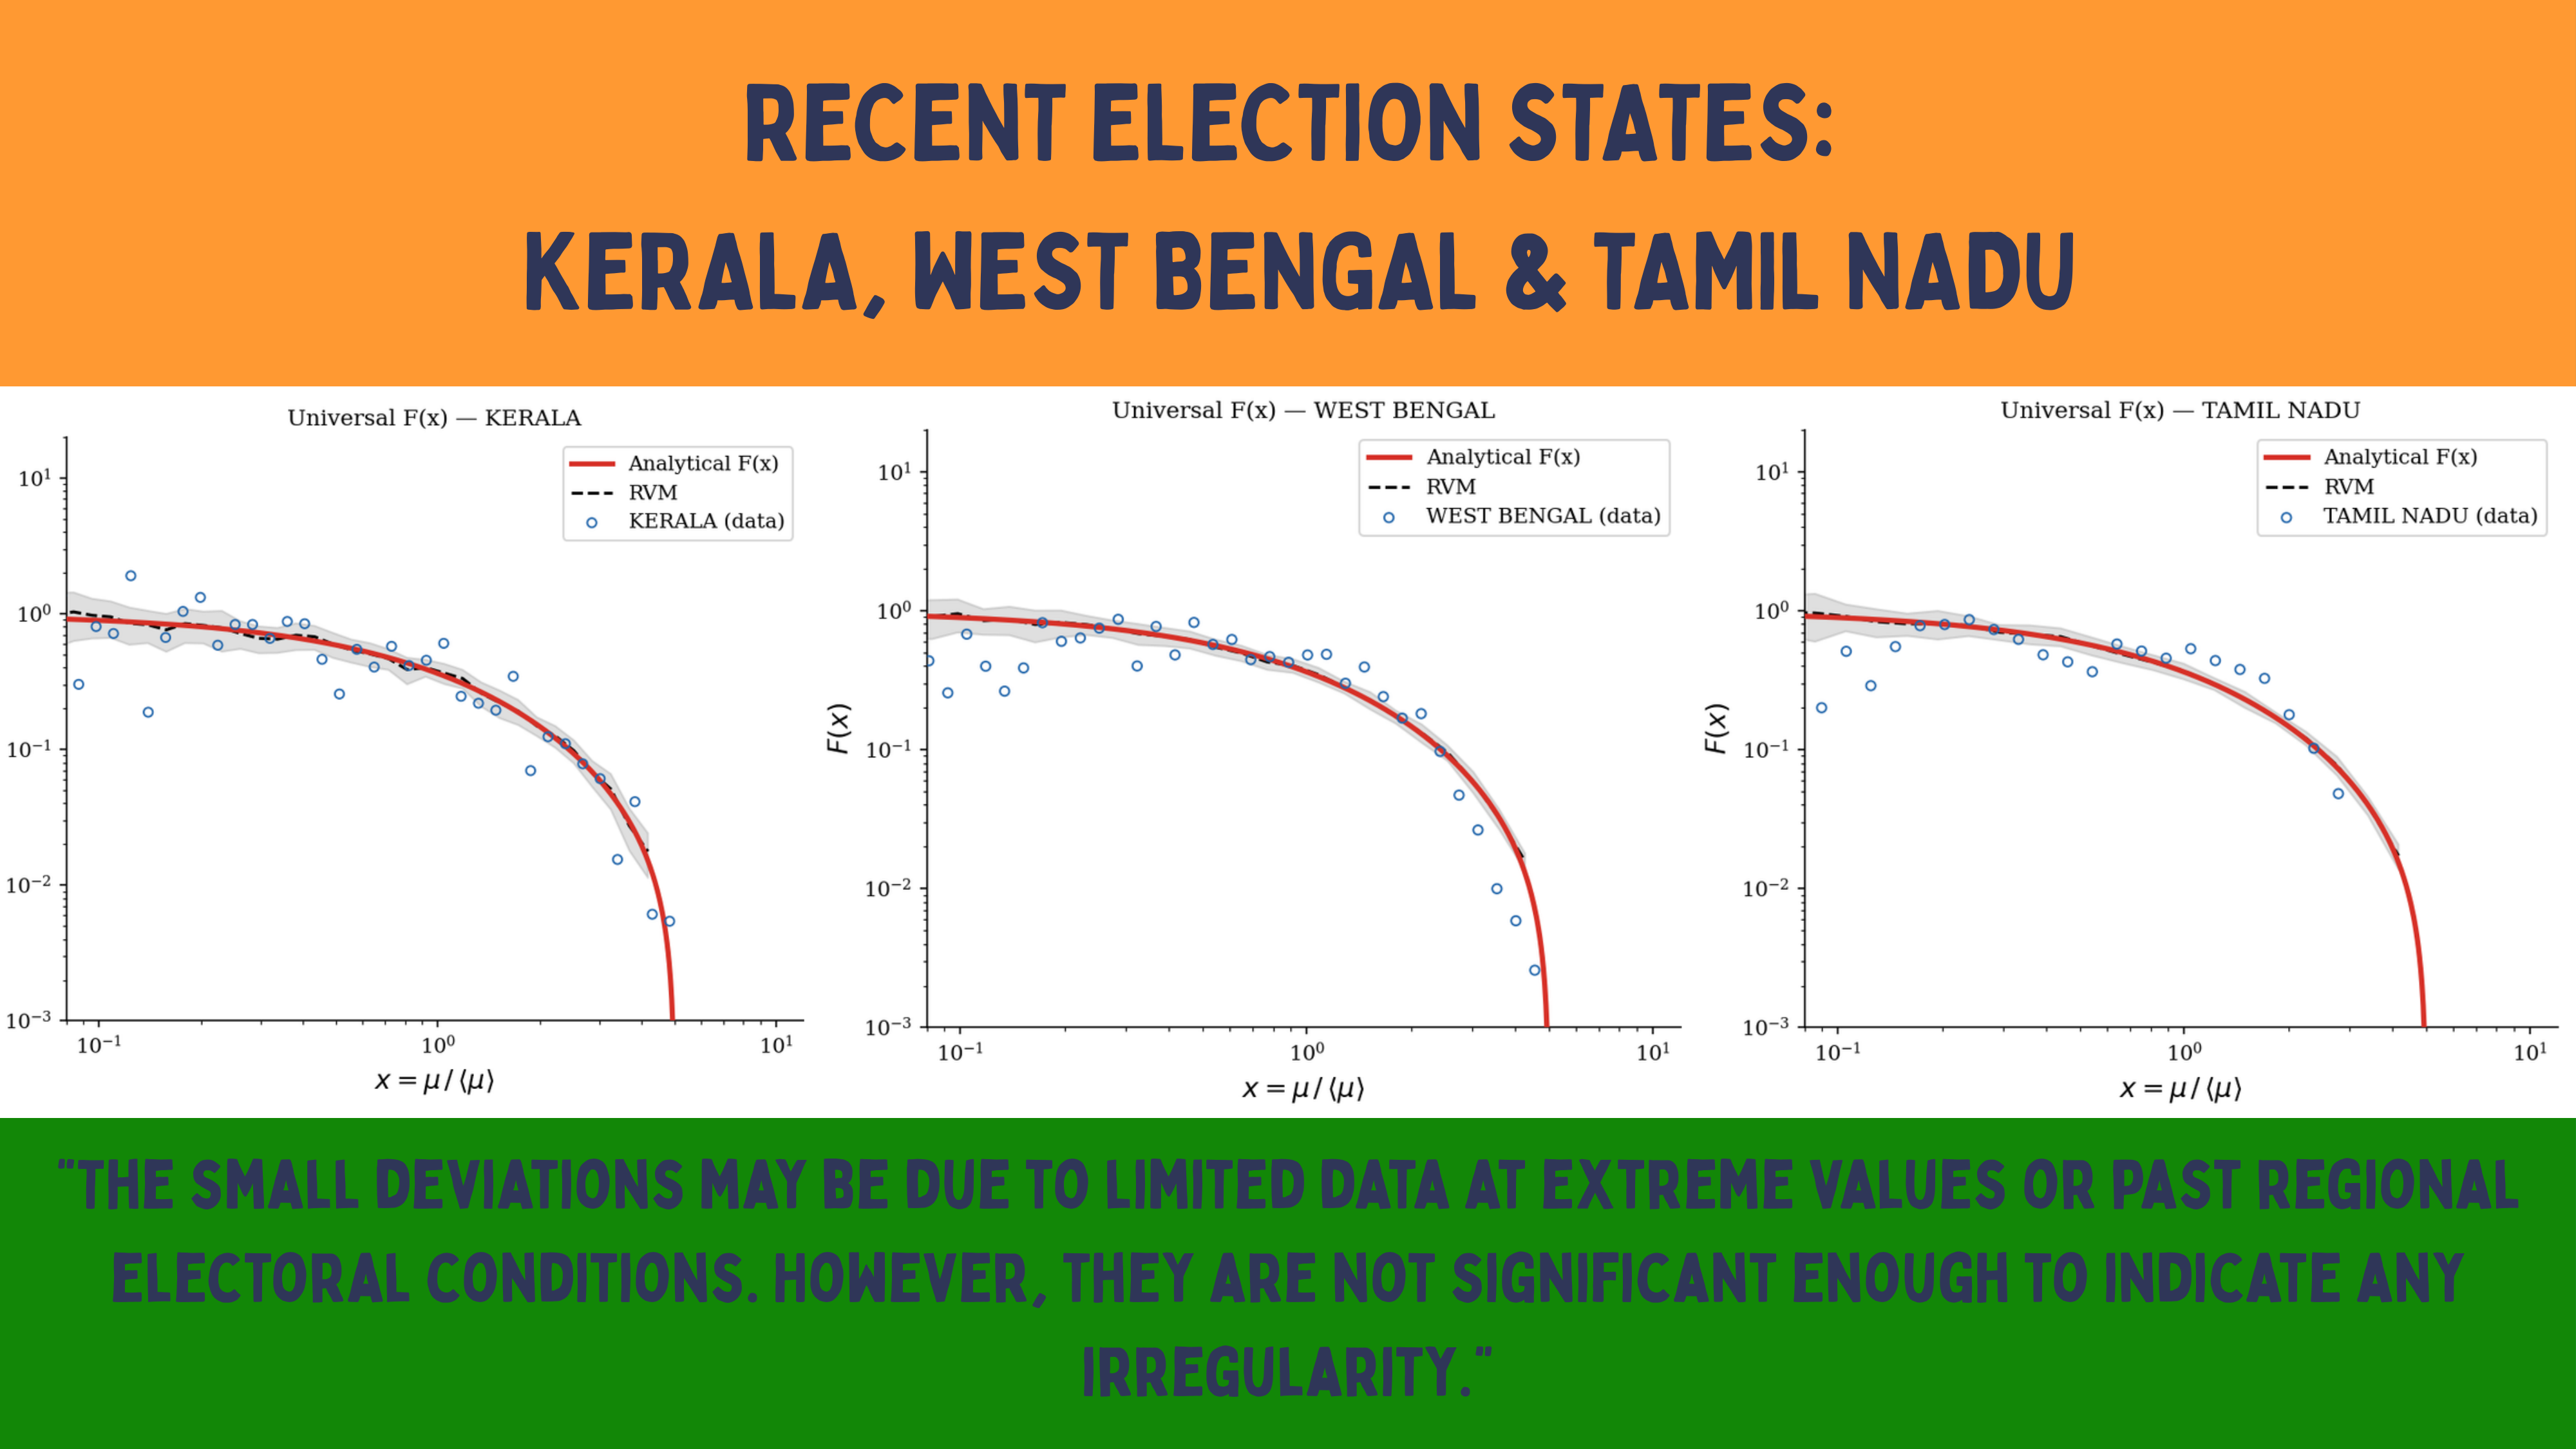 RECENT ELECTION STATES:
KERALA, WEST BENGAL & TAMIL NADU
Universal F(x) — KERALA
Analytical F(x)
RVM
KERALA (data)
10¹
10⁰
10⁻¹
10⁻²
10⁻³
10⁻¹
10⁰
10¹
x = μ / ⟨μ⟩
Universal F(x) — WEST BENGAL
Analytical F(x)
RVM
WEST BENGAL (data)
F(x)
10¹
10⁰
10⁻¹
10⁻²
10⁻³
10⁻¹
10⁰
10¹
x = μ / ⟨μ⟩
Universal F(x) — TAMIL NADU
Analytical F(x)
RVM
TAMIL NADU (data)
F(x)
10¹
10⁰
10⁻¹
10⁻²
10⁻³
10⁻¹
10⁰
10¹
x = μ / ⟨μ⟩
"THE SMALL DEVIATIONS MAY BE DUE TO LIMITED DATA AT EXTREME VALUES OR PAST REGIONAL
ELECTORAL CONDITIONS. HOWEVER, THEY ARE NOT SIGNIFICANT ENOUGH TO INDICATE ANY
IRREGULARITY."